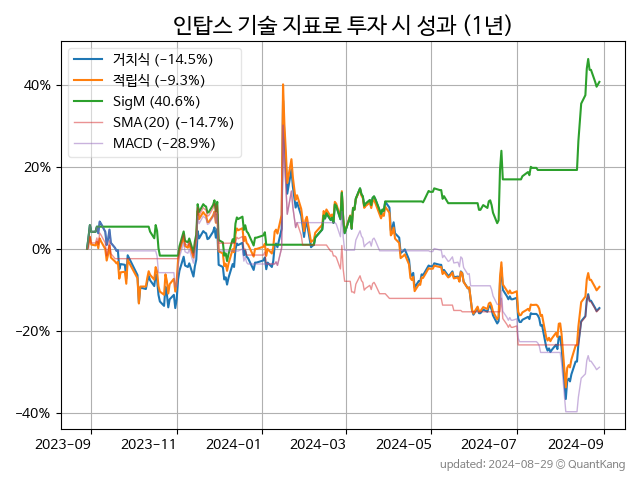 인탑스 기술 지표로 투자 시 성과 (1년)
거치식 (−14.5%)
적립식 (−9.3%)
SigM (40.6%)
SMA(20) (−14.7%)
MACD (−28.9%)
40%
20%
0%
−20%
−40%
2023-09 2023-11 2024-01 2024-03 2024-05 2024-07 2024-09
updated: 2024-08-29 © QuantKang